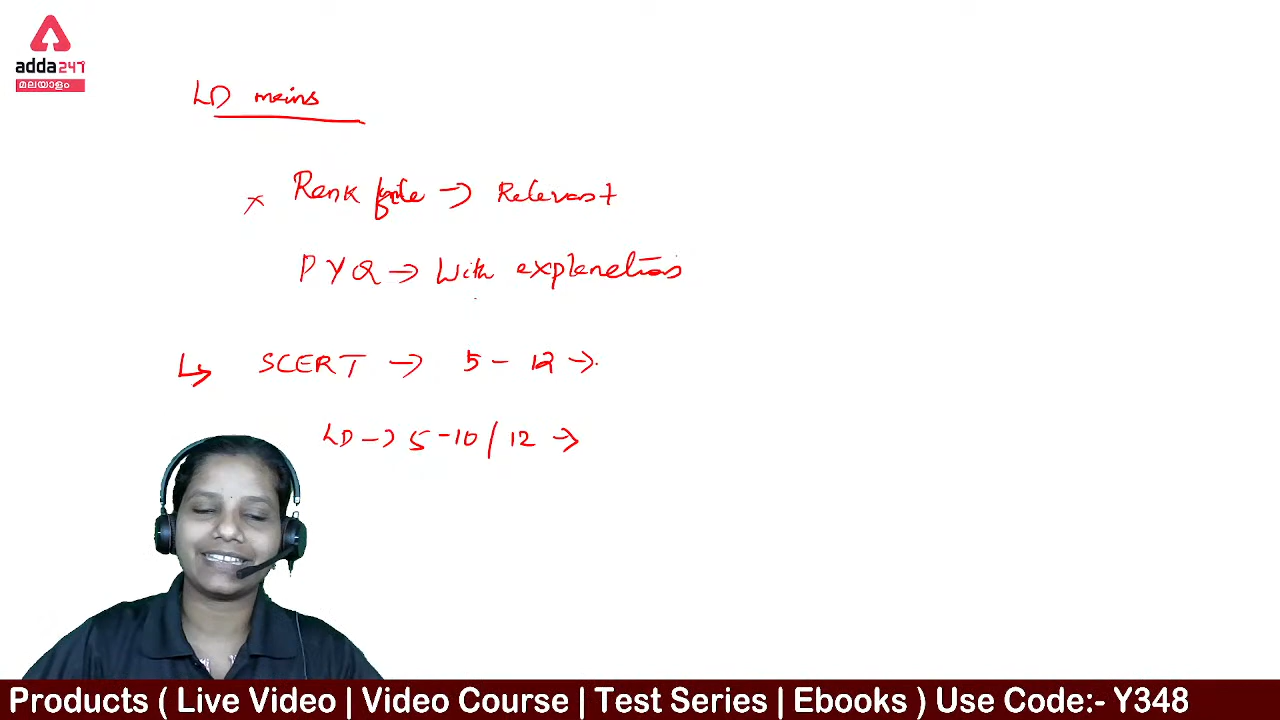 adda247
മലയാളം
LD mains
x Rank file → Relevant
PYQ → With explanations
↳ SCERT → 5 - 12 →
LD → 5 - 10 / 12 →
Products ( Live Video | Video Course | Test Series | Ebooks ) Use Code:- Y348